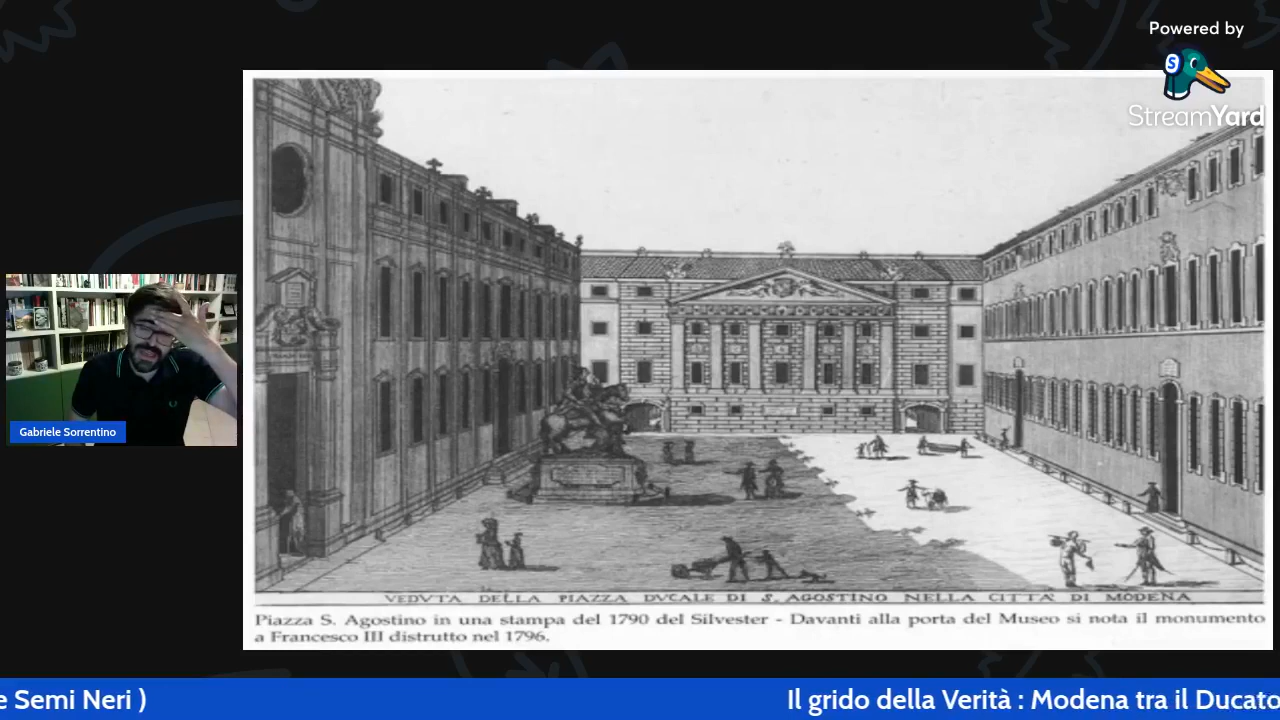 Powered by
StreamYard
Gabriele Sorrentino
VEDVTA DELLA PIAZZA DVCALE DI S. AGOSTINO NELLA CITTA DI MODENA
Piazza S. Agostino in una stampa del 1790 del Silvester - Davanti alla porta del Museo si nota il monumento
a Francesco III distrutto nel 1796.
e Semi Neri )
Il grido della Verità : Modena tra il Ducato